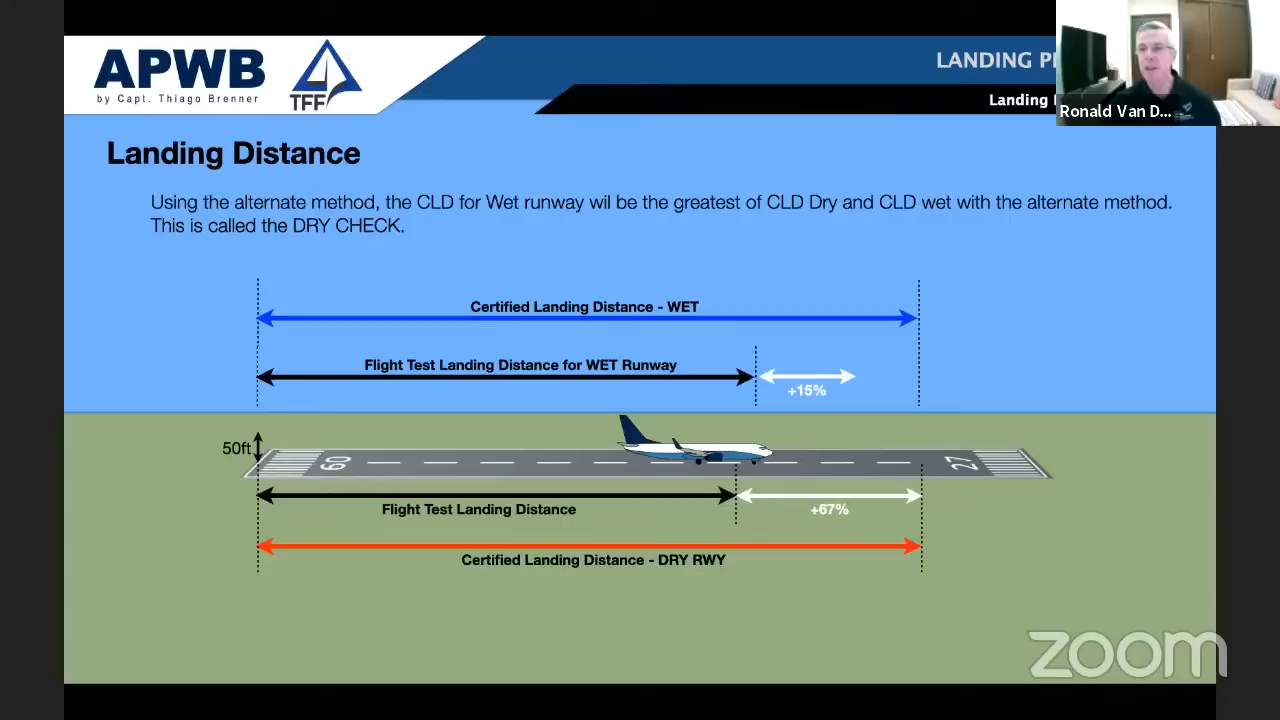 APWB
by Capt. Thiago Brenner
TFF
LANDING
Landing
Ronald Van D...
Landing Distance
Using the alternate method, the CLD for Wet runway wil be the greatest of CLD Dry and CLD wet with the alternate method.
This is called the DRY CHECK.
Certified Landing Distance - WET
Flight Test Landing Distance for WET Runway
+15%
50ft
09
27
Flight Test Landing Distance
+67%
Certified Landing Distance - DRY RWY
zoom